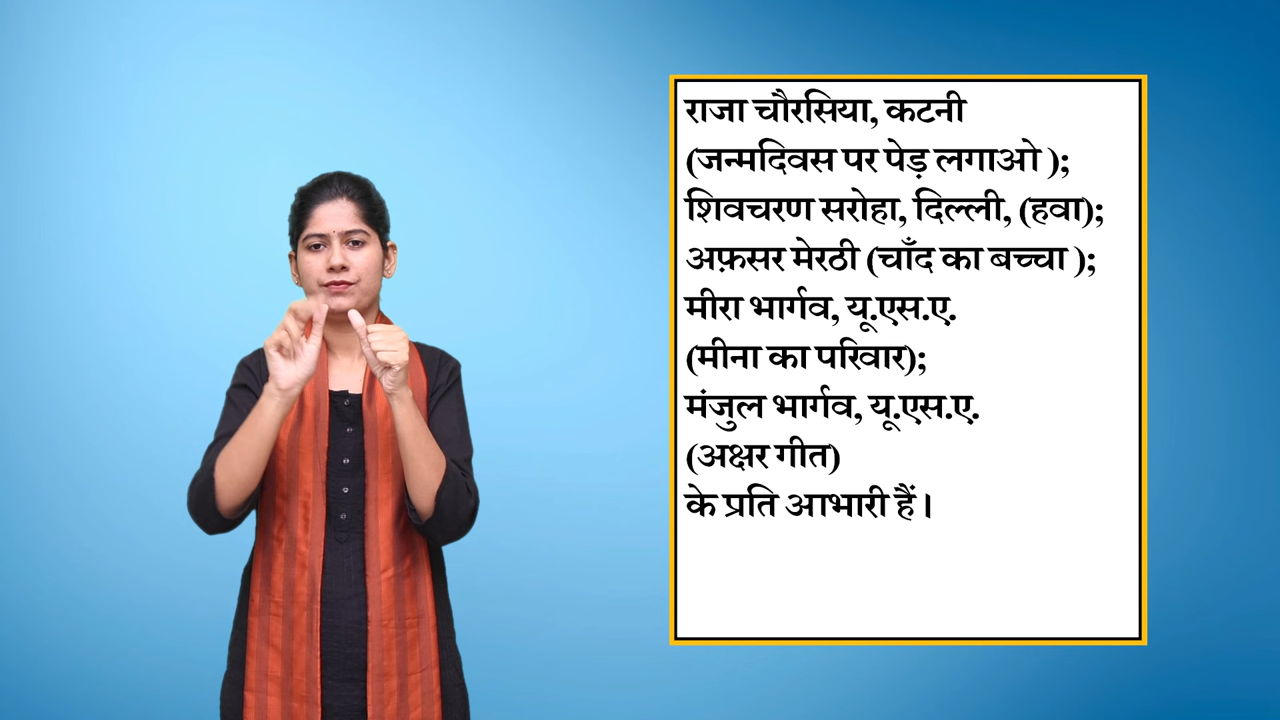 राजा चौरसिया, कटनी
(जन्मदिवस पर पेड़ लगाओ );
शिवचरण सरोहा, दिल्ली, (हवा);
अफ़सर मेरठी (चाँद का बच्चा );
मीरा भार्गव, यू.एस.ए.
(मीना का परिवार);
मंजुल भार्गव, यू.एस.ए.
(अक्षर गीत)
के प्रति आभारी हैं।